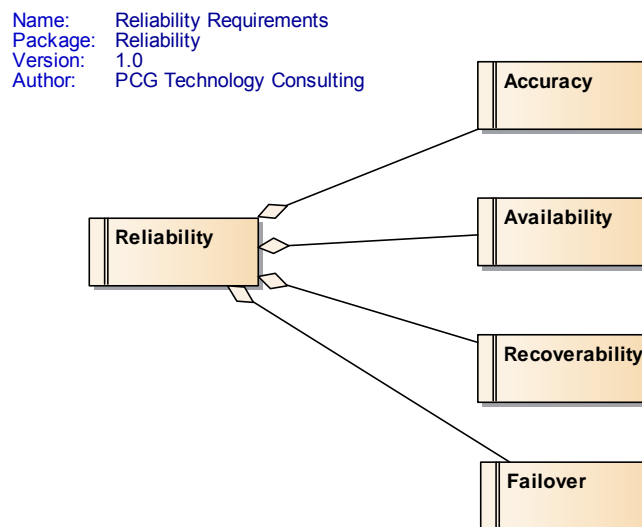 Name: Reliability Requirements
Package: Reliability
Version: 1.0
Author: PCG Technology Consulting
Accuracy
Availability
Reliability
Recoverability
Failover